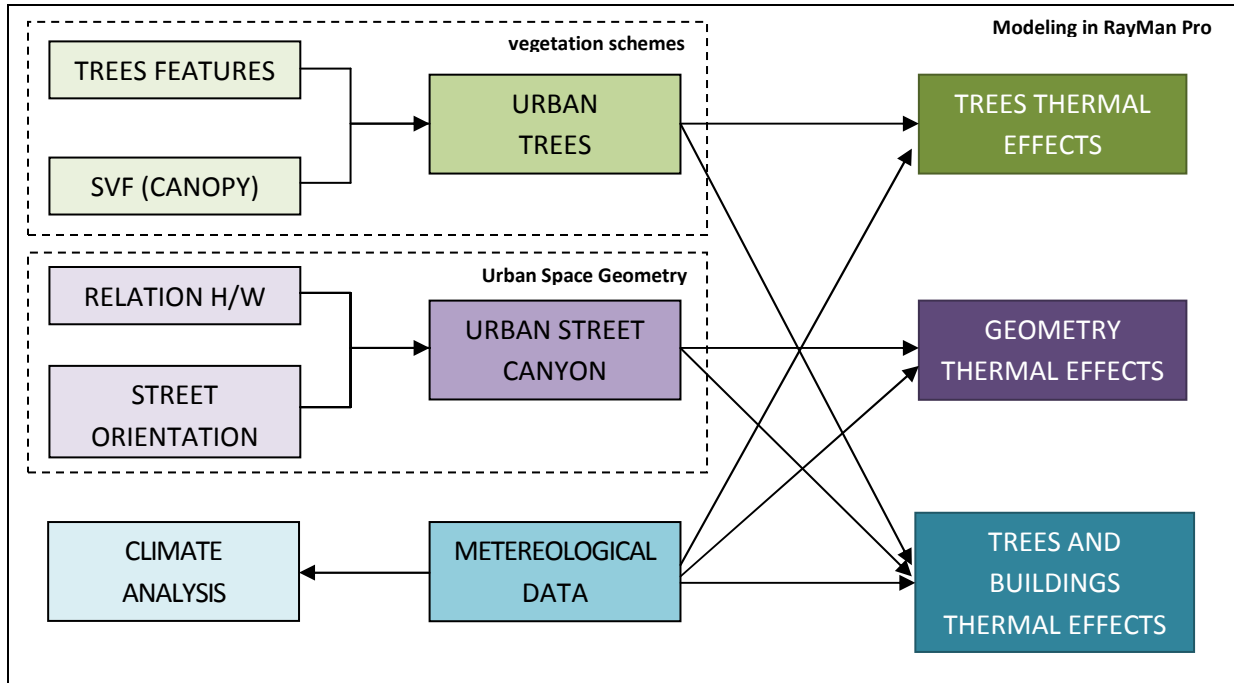 vegetation schemes
Modeling in RayMan Pro
TREES FEATURES
SVF (CANOPY)
URBAN
TREES
TREES THERMAL
EFFECTS
Urban Space Geometry
RELATION H/W
STREET
ORIENTATION
URBAN STREET
CANYON
GEOMETRY
THERMAL EFFECTS
CLIMATE
ANALYSIS
METEREOLOGICAL
DATA
TREES AND
BUILDINGS
THERMAL EFFECTS